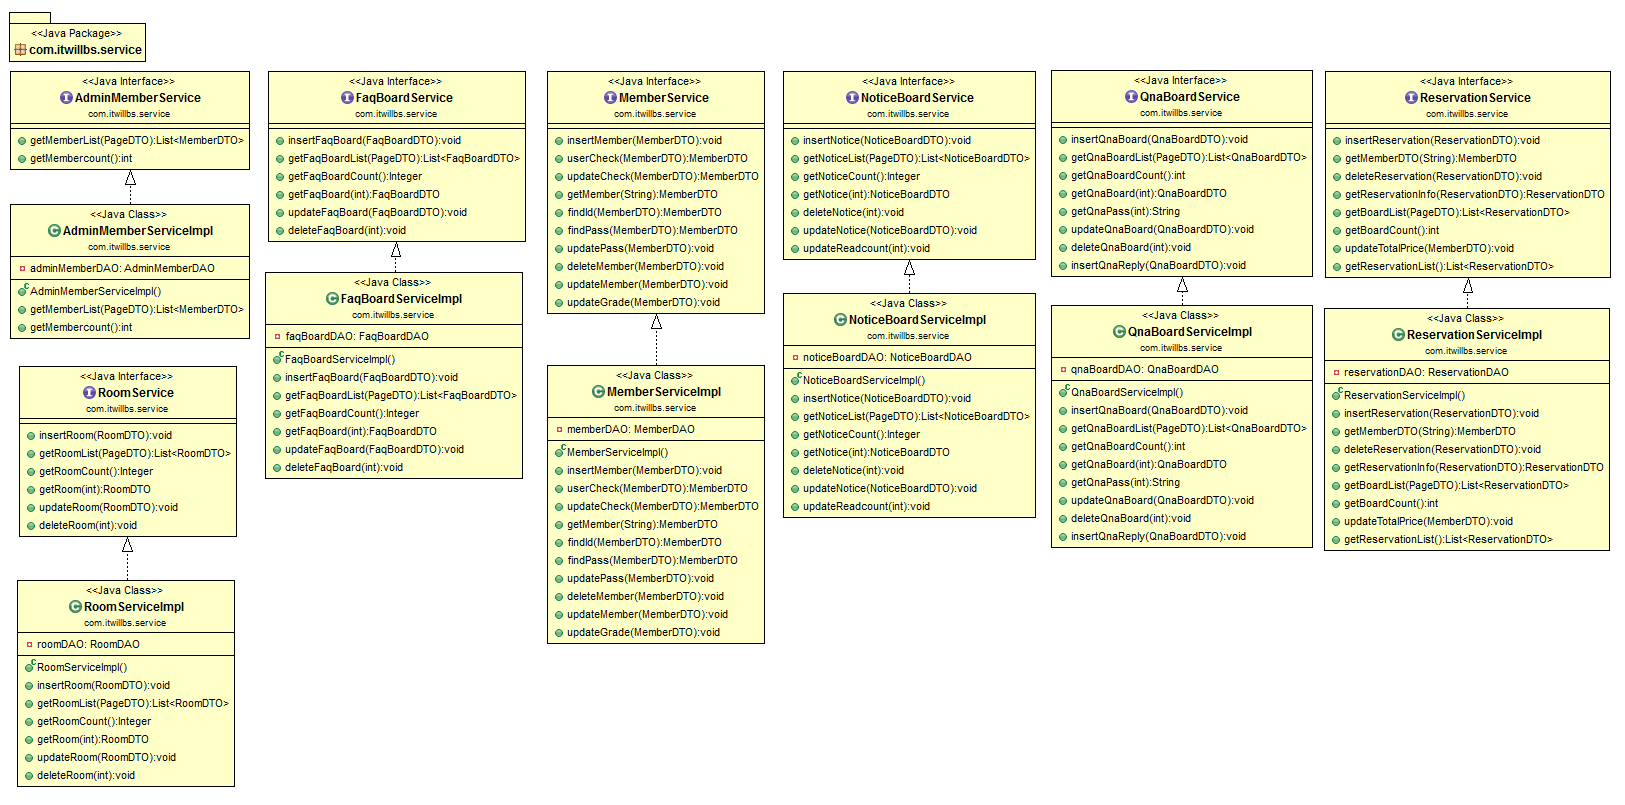 <<Java Package>>
com.itwillbs.service
<<Java Interface>>
AdminMemberService
com.itwillbs.service
getMemberList(PageDTO):List<MemberDTO>
getMembercount():int
<<Java Class>>
AdminMemberServiceImpl
com.itwillbs.service
adminMemberDAO: AdminMemberDAO
AdminMemberServiceImpl()
getMemberList(PageDTO):List<MemberDTO>
getMembercount():int
<<Java Interface>>
RoomService
com.itwillbs.service
insertRoom(RoomDTO):void
getRoomList(PageDTO):List<RoomDTO>
getRoomCount():Integer
getRoom(int):RoomDTO
updateRoom(RoomDTO):void
deleteRoom(int):void
<<Java Class>>
RoomServiceImpl
com.itwillbs.service
roomDAO: RoomDAO
RoomServiceImpl()
insertRoom(RoomDTO):void
getRoomList(PageDTO):List<RoomDTO>
getRoomCount():Integer
getRoom(int):RoomDTO
updateRoom(RoomDTO):void
deleteRoom(int):void
<<Java Interface>>
FaqBoardService
com.itwillbs.service
insertFaqBoard(FaqBoardDTO):void
getFaqBoardList(PageDTO):List<FaqBoardDTO>
getFaqBoardCount():Integer
getFaqBoard(int):FaqBoardDTO
updateFaqBoard(FaqBoardDTO):void
deleteFaqBoard(int):void
<<Java Class>>
FaqBoardServiceImpl
com.itwillbs.service
faqBoardDAO: FaqBoardDAO
FaqBoardServiceImpl()
insertFaqBoard(FaqBoardDTO):void
getFaqBoardList(PageDTO):List<FaqBoardDTO>
getFaqBoardCount():Integer
getFaqBoard(int):FaqBoardDTO
updateFaqBoard(FaqBoardDTO):void
deleteFaqBoard(int):void
<<Java Interface>>
MemberService
com.itwillbs.service
insertMember(MemberDTO):void
userCheck(MemberDTO):MemberDTO
updateCheck(MemberDTO):MemberDTO
getMember(String):MemberDTO
findId(MemberDTO):MemberDTO
findPass(MemberDTO):MemberDTO
updatePass(MemberDTO):void
deleteMember(MemberDTO):void
updateMember(MemberDTO):void
updateGrade(MemberDTO):void
<<Java Class>>
MemberServiceImpl
com.itwillbs.service
memberDAO: MemberDAO
MemberServiceImpl()
insertMember(MemberDTO):void
userCheck(MemberDTO):MemberDTO
updateCheck(MemberDTO):MemberDTO
getMember(String):MemberDTO
findId(MemberDTO):MemberDTO
findPass(MemberDTO):MemberDTO
updatePass(MemberDTO):void
deleteMember(MemberDTO):void
updateMember(MemberDTO):void
updateGrade(MemberDTO):void
<<Java Interface>>
NoticeBoardService
com.itwillbs.service
insertNotice(NoticeBoardDTO):void
getNoticeList(PageDTO):List<NoticeBoardDTO>
getNoticeCount():Integer
getNotice(int):NoticeBoardDTO
deleteNotice(int):void
updateNotice(NoticeBoardDTO):void
updateReadcount(int):void
<<Java Class>>
NoticeBoardServiceImpl
com.itwillbs.service
noticeBoardDAO: NoticeBoardDAO
NoticeBoardServiceImpl()
insertNotice(NoticeBoardDTO):void
getNoticeList(PageDTO):List<NoticeBoardDTO>
getNoticeCount():Integer
getNotice(int):NoticeBoardDTO
deleteNotice(int):void
updateNotice(NoticeBoardDTO):void
updateReadcount(int):void
<<Java Interface>>
QnaBoardService
com.itwillbs.service
insertQnaBoard(QnaBoardDTO):void
getQnaBoardList(PageDTO):List<QnaBoardDTO>
getQnaBoardCount():int
getQnaBoard(int):QnaBoardDTO
getQnaPass(int):String
updateQnaBoard(QnaBoardDTO):void
deleteQnaBoard(int):void
insertQnaReply(QnaBoardDTO):void
<<Java Class>>
QnaBoardServiceImpl
com.itwillbs.service
qnaBoardDAO: QnaBoardDAO
QnaBoardServiceImpl()
insertQnaBoard(QnaBoardDTO):void
getQnaBoardList(PageDTO):List<QnaBoardDTO>
getQnaBoardCount():int
getQnaBoard(int):QnaBoardDTO
getQnaPass(int):String
updateQnaBoard(QnaBoardDTO):void
deleteQnaBoard(int):void
insertQnaReply(QnaBoardDTO):void
<<Java Interface>>
ReservationService
com.itwillbs.service
insertReservation(ReservationDTO):void
getMemberDTO(String):MemberDTO
deleteReservation(ReservationDTO):void
getReservationInfo(ReservationDTO):ReservationDTO
getBoardList(PageDTO):List<ReservationDTO>
getBoardCount():int
updateTotalPrice(MemberDTO):void
getReservationList():List<ReservationDTO>
<<Java Class>>
ReservationServiceImpl
com.itwillbs.service
reservationDAO: ReservationDAO
ReservationServiceImpl()
insertReservation(ReservationDTO):void
getMemberDTO(String):MemberDTO
deleteReservation(ReservationDTO):void
getReservationInfo(ReservationDTO):ReservationDTO
getBoardList(PageDTO):List<ReservationDTO>
getBoardCount():int
updateTotalPrice(MemberDTO):void
getReservationList():List<ReservationDTO>